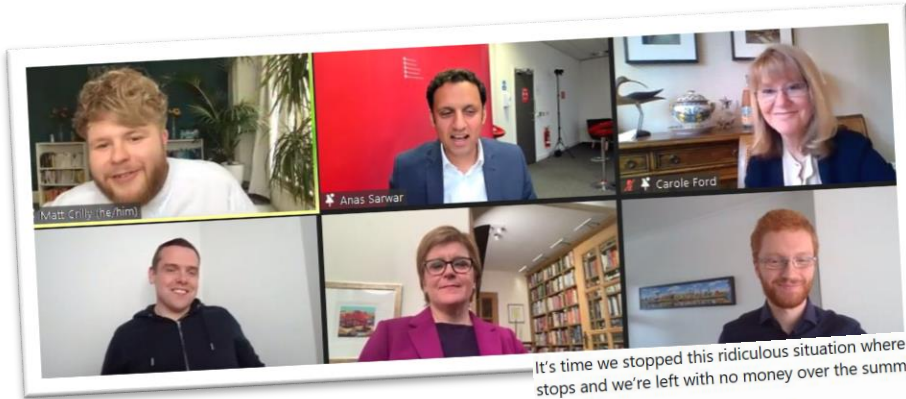 Matt Crilly (he/him)
Anas Sarwar
Carole Ford
It's time we stopped this ridiculous situation where
stops and we're left with no money over the summ